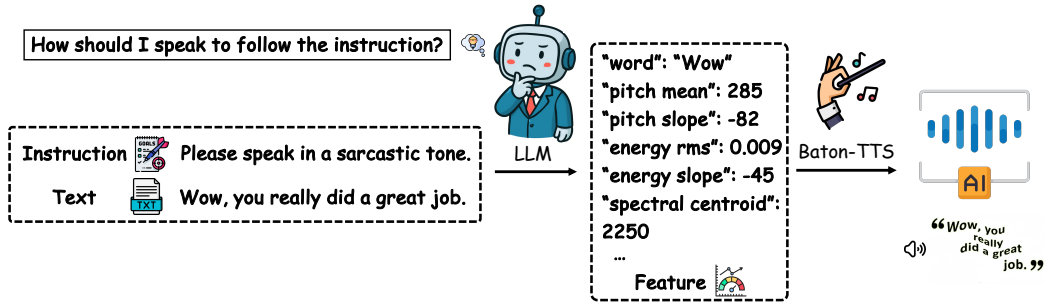 How should I speak to follow the instruction?
Instruction
GOALS
Please speak in a sarcastic tone.
Text
TXT
Wow, you really did a great job.
LLM
“word”: “Wow”
“pitch mean”: 285
“pitch slope”: -82
“energy rms”: 0.009
“energy slope”: -45
“spectral centroid”:
2250
...
Feature
Baton-TTS
AI
“Wow, you
really
did a great
job.”